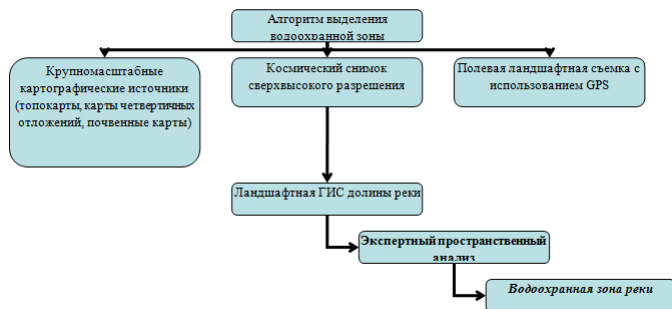 Алгоритм выделения
водоохранной зоны
Крупномасштабные
картографические источники
(топокарты, карты четвертичных
отложений, почвенные карты)
Космический снимок
сверхвысокого разрешения
Полевая ландшафтная съемка с
использованием GPS
Ландшафтная ГИС долины реки
Экспертный пространственный
анализ
Водоохранная зона реки